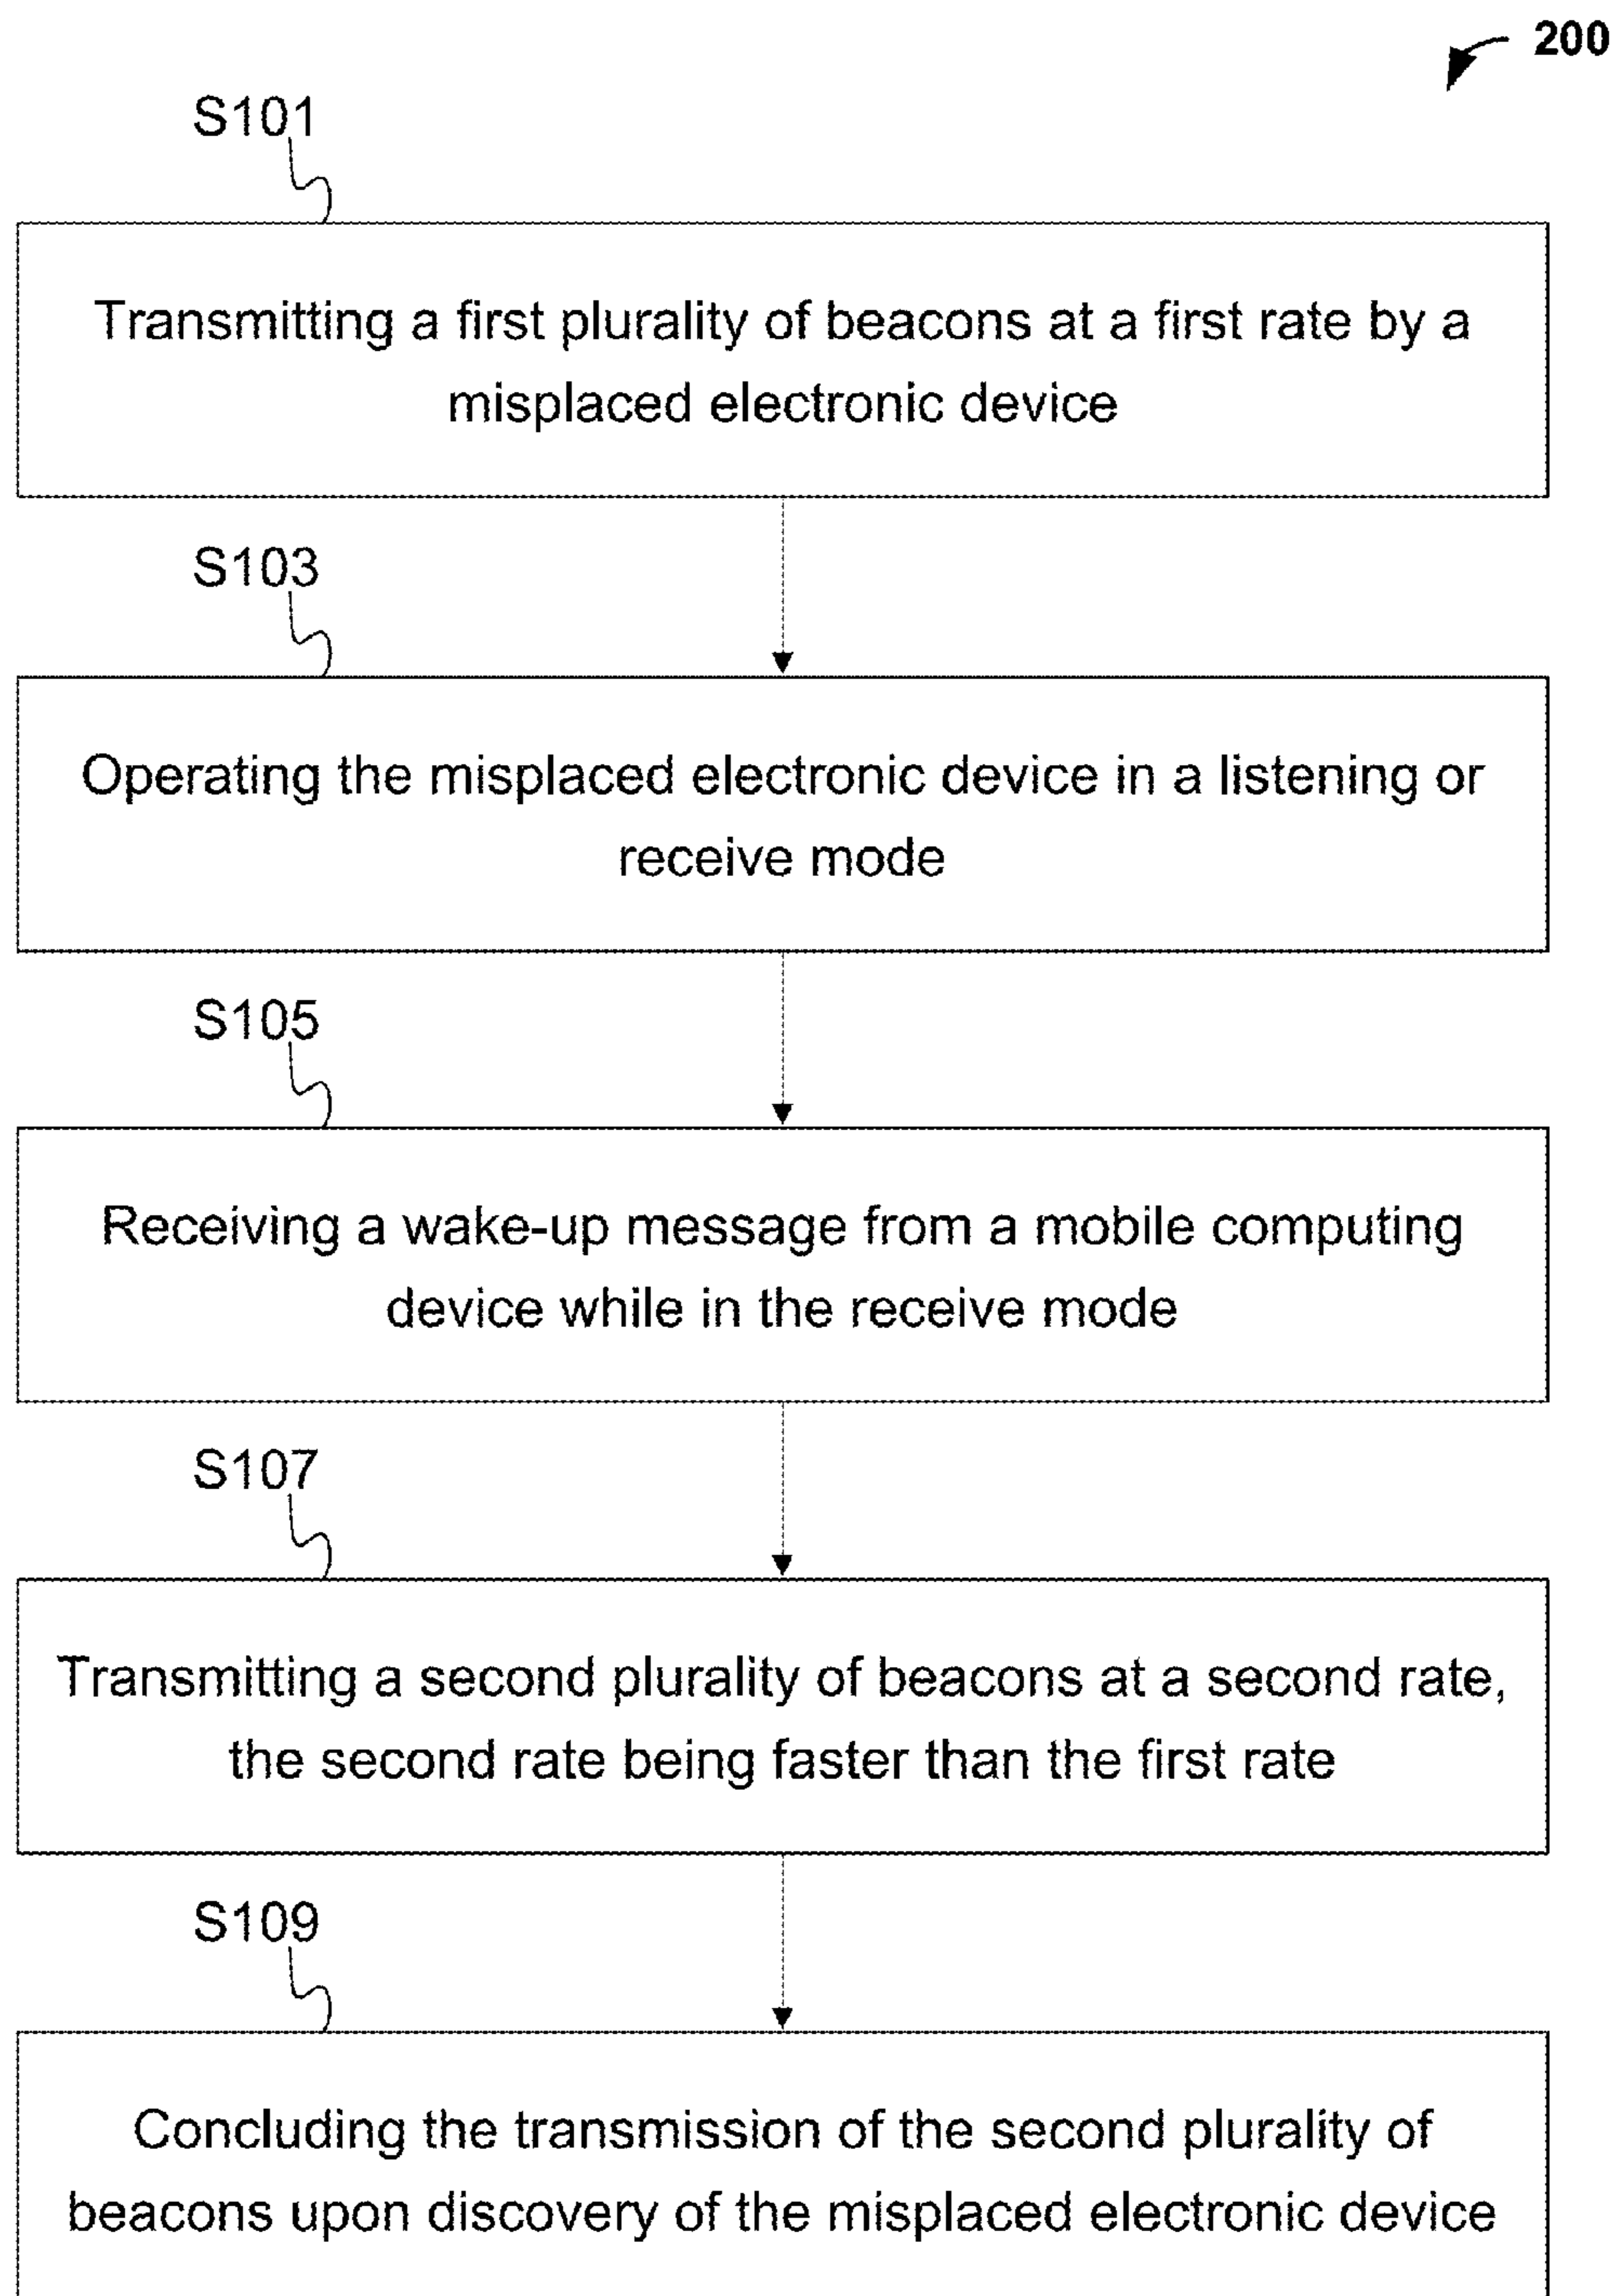 200
S101
Transmitting a first plurality of beacons at a first rate by a
misplaced electronic device
S103
Operating the misplaced electronic device in a listening or
receive mode
S105
Receiving a wake-up message from a mobile computing
device while in the receive mode
S107
Transmitting a second plurality of beacons at a second rate,
the second rate being faster than the first rate
S109
Concluding the transmission of the second plurality of
beacons upon discovery of the misplaced electronic device